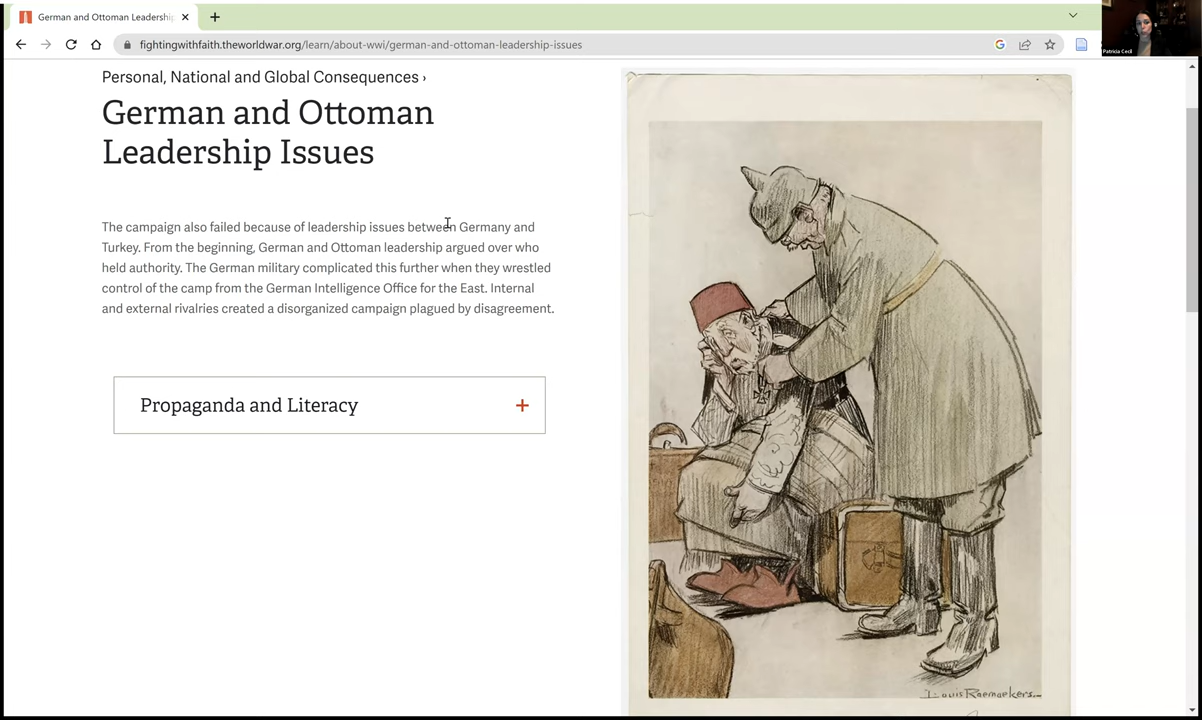 German and Ottoman Leadership
fightingwithfaith.theworldwar.org/learn/about-wwi/german-and-ottoman-leadership-issues
Patricia Cecil
Personal, National and Global Consequences ›
German and Ottoman
Leadership Issues
The campaign also failed because of leadership issues between Germany and
Turkey. From the beginning, German and Ottoman leadership argued over who
held authority. The German military complicated this further when they wrestled
control of the camp from the German Intelligence Office for the East. Internal
and external rivalries created a disorganized campaign plagued by disagreement.
Propaganda and Literacy
Louis Raemaekers